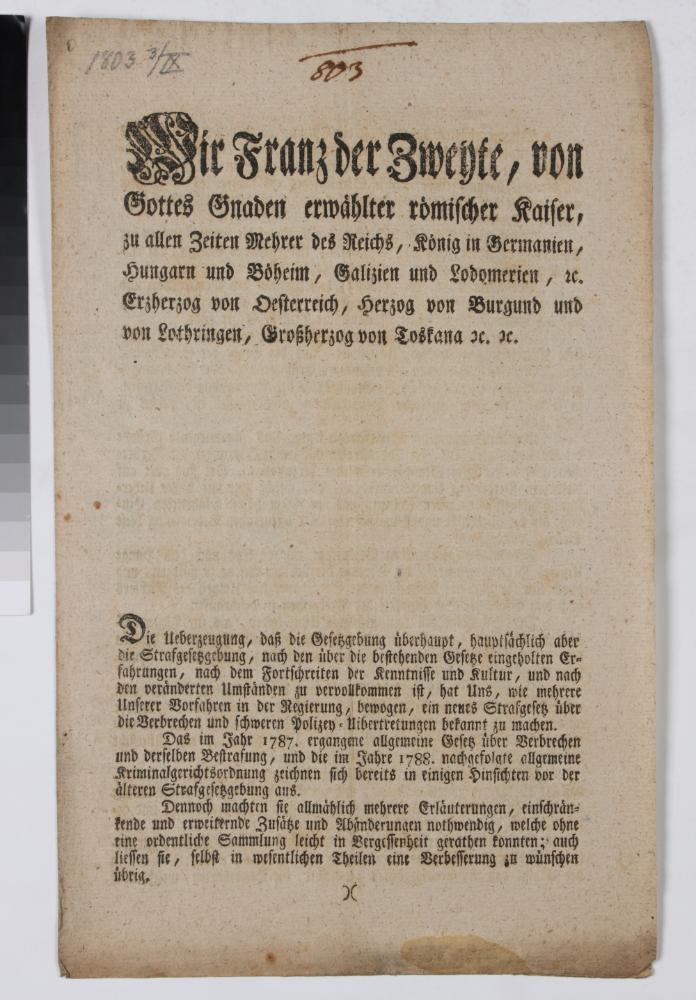 1803 3/IX
803
Wir Franz der Zweyte, von
Gottes Gnaden erwählter römischer Kaiser,
zu allen Zeiten Mehrer des Reichs, König in Germanien,
Hungarn und Böheim, Galizien und Lodomerien, ꝛc.
Erzherzog von Oesterreich, Herzog von Burgund und
von Lothringen, Großherzog von Toskana ꝛc. ꝛc.
Die Ueberzeugung, daß die Gesetzgebung überhaupt, hauptsächlich aber
die Strafgesetzgebung, nach den über die bestehenden Gesetze eingeholten Er-
fahrungen, nach dem Fortschreiten der Kenntnisse und Kultur, und nach
den veränderten Umständen zu vervollkommen ist, hat Uns, wie mehrere
Unserer Vorfahren in der Regierung, bewogen, ein neues Strafgesetz über
die Verbrechen und schweren Polizey-Uibertretungen bekannt zu machen.
Das im Jahr 1787. ergangene allgemeine Gesetz über Verbrechen
und derselben Bestrafung, und die im Jahre 1788. nachgefolgte allgemeine
Kriminalgerichtsordnung zeichnen sich bereits in einigen Hinsichten vor der
älteren Strafgesetzgebung aus.
Dennoch machten sie allmählich mehrere Erläuterungen, einschrän-
kende und erweiternde Zusätze und Abänderungen nothwendig, welche ohne
eine ordentliche Sammlung leicht in Vergessenheit gerathen konnten; auch
liessen sie, selbst in wesentlichen Theilen eine Verbesserung zu wünschen
übrig.
)(